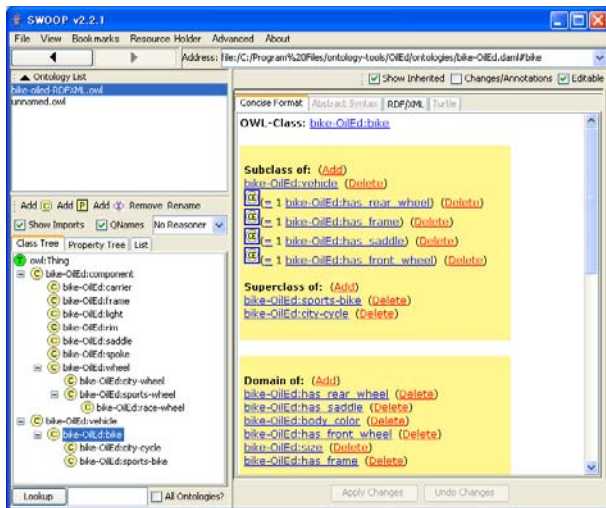 SWOOP v2.2.1
File View Bookmarks Resource Holder Advanced About
Address: file:/C:/Program%20Files/ontology-tools/OilEd/ontologies/bike-OilEd.daml#bike
Ontology List
Show Inherited Changes/Annotations Editable
bike-oiled-RDFXML.owl
unnamed.owl
Concise Format Abstract Syntax RDF/XML Turtle
OWL-Class: bike-OilEd:bike
Subclass of: (Add)
bike-OilEd:vehicle (Delete)
(= 1 bike-OilEd:has_rear_wheel) (Delete)
(= 1 bike-OilEd:has_frame) (Delete)
(= 1 bike-OilEd:has_saddle) (Delete)
(= 1 bike-OilEd:has_front_wheel) (Delete)
Superclass of: (Add)
bike-OilEd:sports-bike (Delete)
bike-OilEd:city-cycle (Delete)
Domain of: (Add)
bike-OilEd:has_rear_wheel (Delete)
bike-OilEd:has_saddle (Delete)
bike-OilEd:body_color (Delete)
bike-OilEd:has_front_wheel (Delete)
bike-OilEd:size (Delete)
bike-OilEd:has_frame (Delete)
Add C Add P Add Remove Rename
Show Imports QNames No Reasoner
Class Tree Property Tree List
T owl:Thing
C bike-OilEd:component
C bike-OilEd:carrier
C bike-OilEd:frame
C bike-OilEd:light
C bike-OilEd:rim
C bike-OilEd:saddle
C bike-OilEd:spoke
C bike-OilEd:wheel
C bike-OilEd:city-wheel
C bike-OilEd:sports-wheel
C bike-OilEd:race-wheel
C bike-OilEd:vehicle
C bike-OilEd:bike
C bike-OilEd:city-cycle
C bike-OilEd:sports-bike
Lookup All Ontologies?
Apply Changes Undo Changes